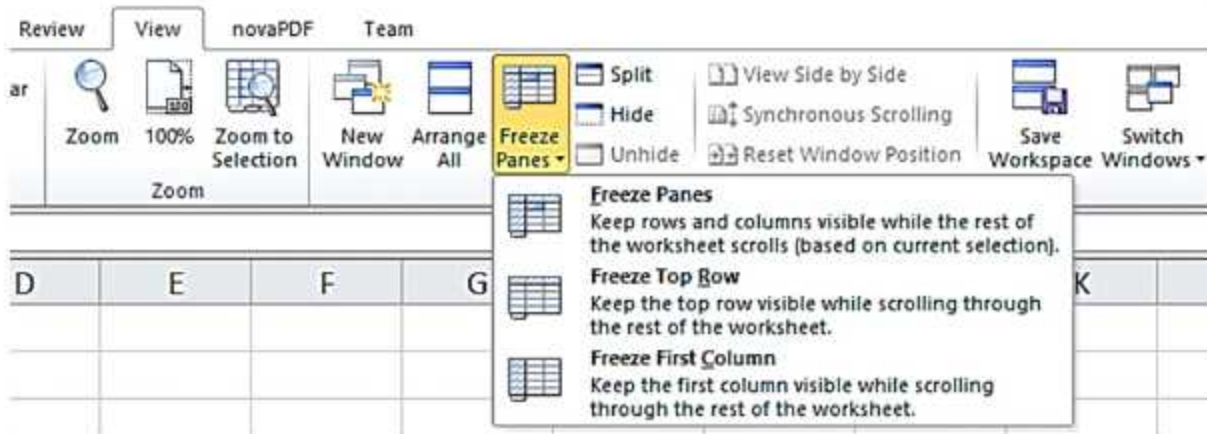 Review View novaPDF Team
ar
Zoom 100% Zoom to Selection
Zoom
New Window Arrange All Freeze Panes
Split
Hide
Unhide
View Side by Side
Synchronous Scrolling
Reset Window Position
Save Workspace Switch Windows
Freeze Panes
Keep rows and columns visible while the rest of
the worksheet scrolls (based on current selection).
Freeze Top Row
Keep the top row visible while scrolling through
the rest of the worksheet.
Freeze First Column
Keep the first column visible while scrolling
through the rest of the worksheet.
D E F G K